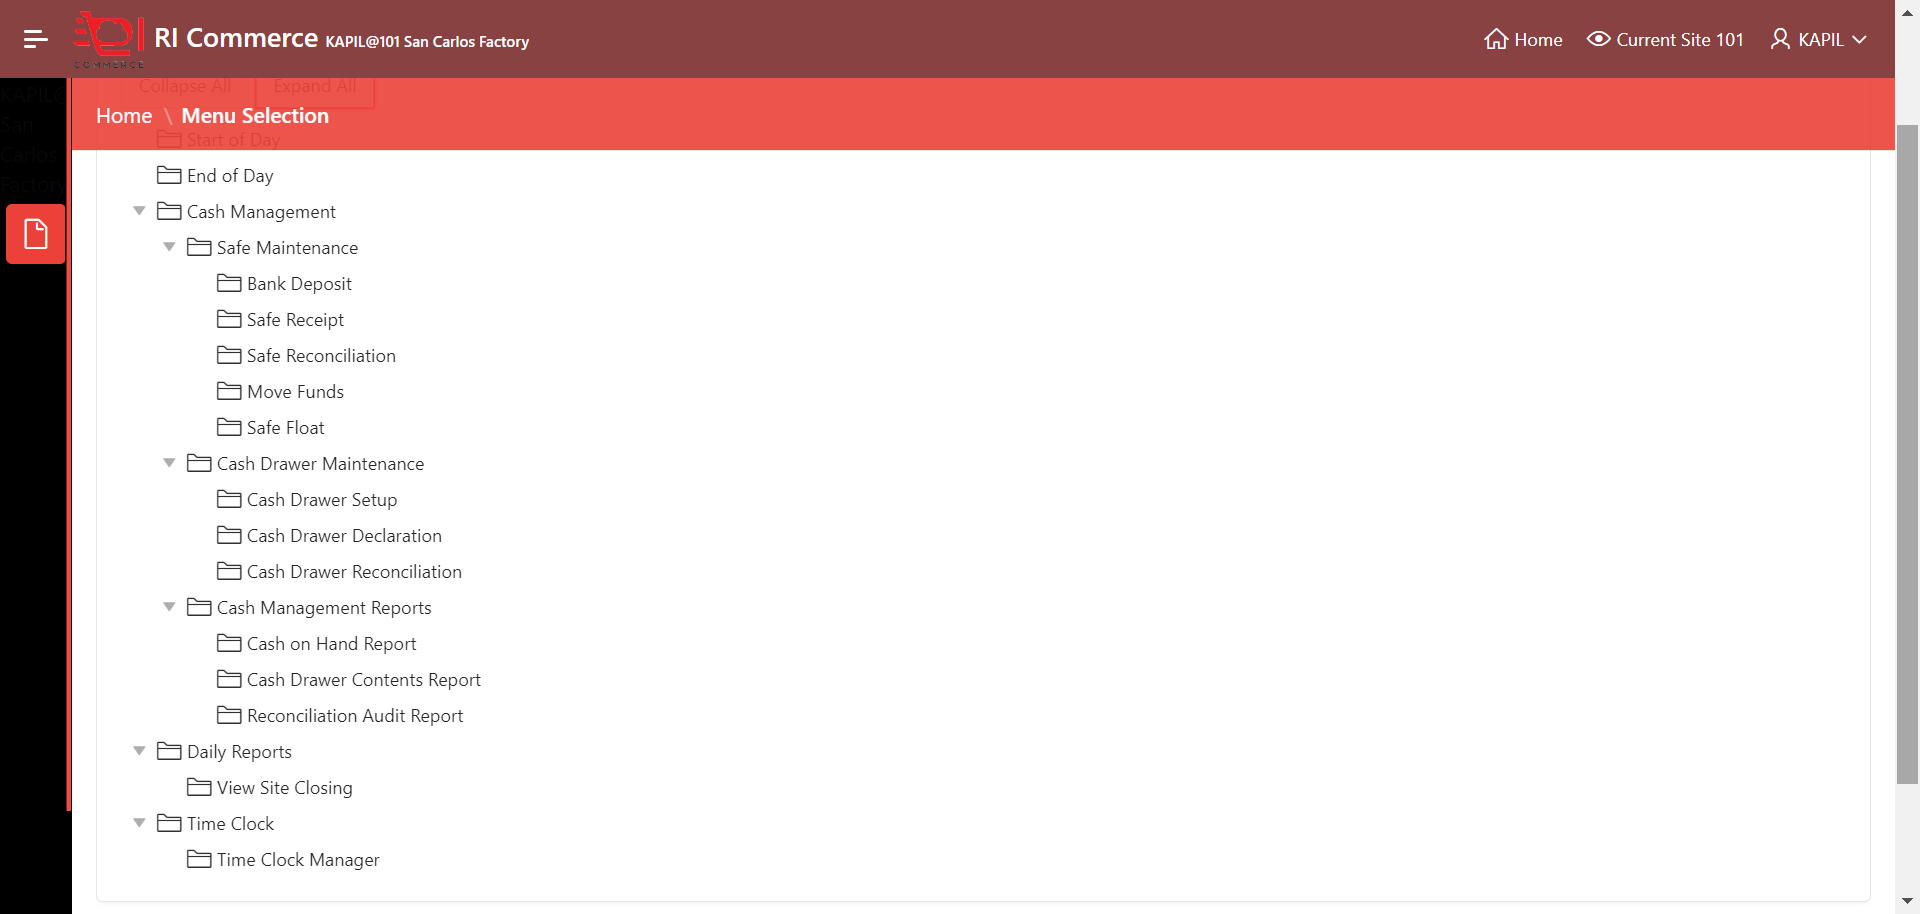 RI Commerce KAPIL@101 San Carlos Factory
Home
Current Site 101
KAPIL
COMMERCE
KAPIL@
San
Carlos
Factory
Collapse All
Expand All
Home \ Menu Selection
Start of Day
End of Day
Cash Management
Safe Maintenance
Bank Deposit
Safe Receipt
Safe Reconciliation
Move Funds
Safe Float
Cash Drawer Maintenance
Cash Drawer Setup
Cash Drawer Declaration
Cash Drawer Reconciliation
Cash Management Reports
Cash on Hand Report
Cash Drawer Contents Report
Reconciliation Audit Report
Daily Reports
View Site Closing
Time Clock
Time Clock Manager